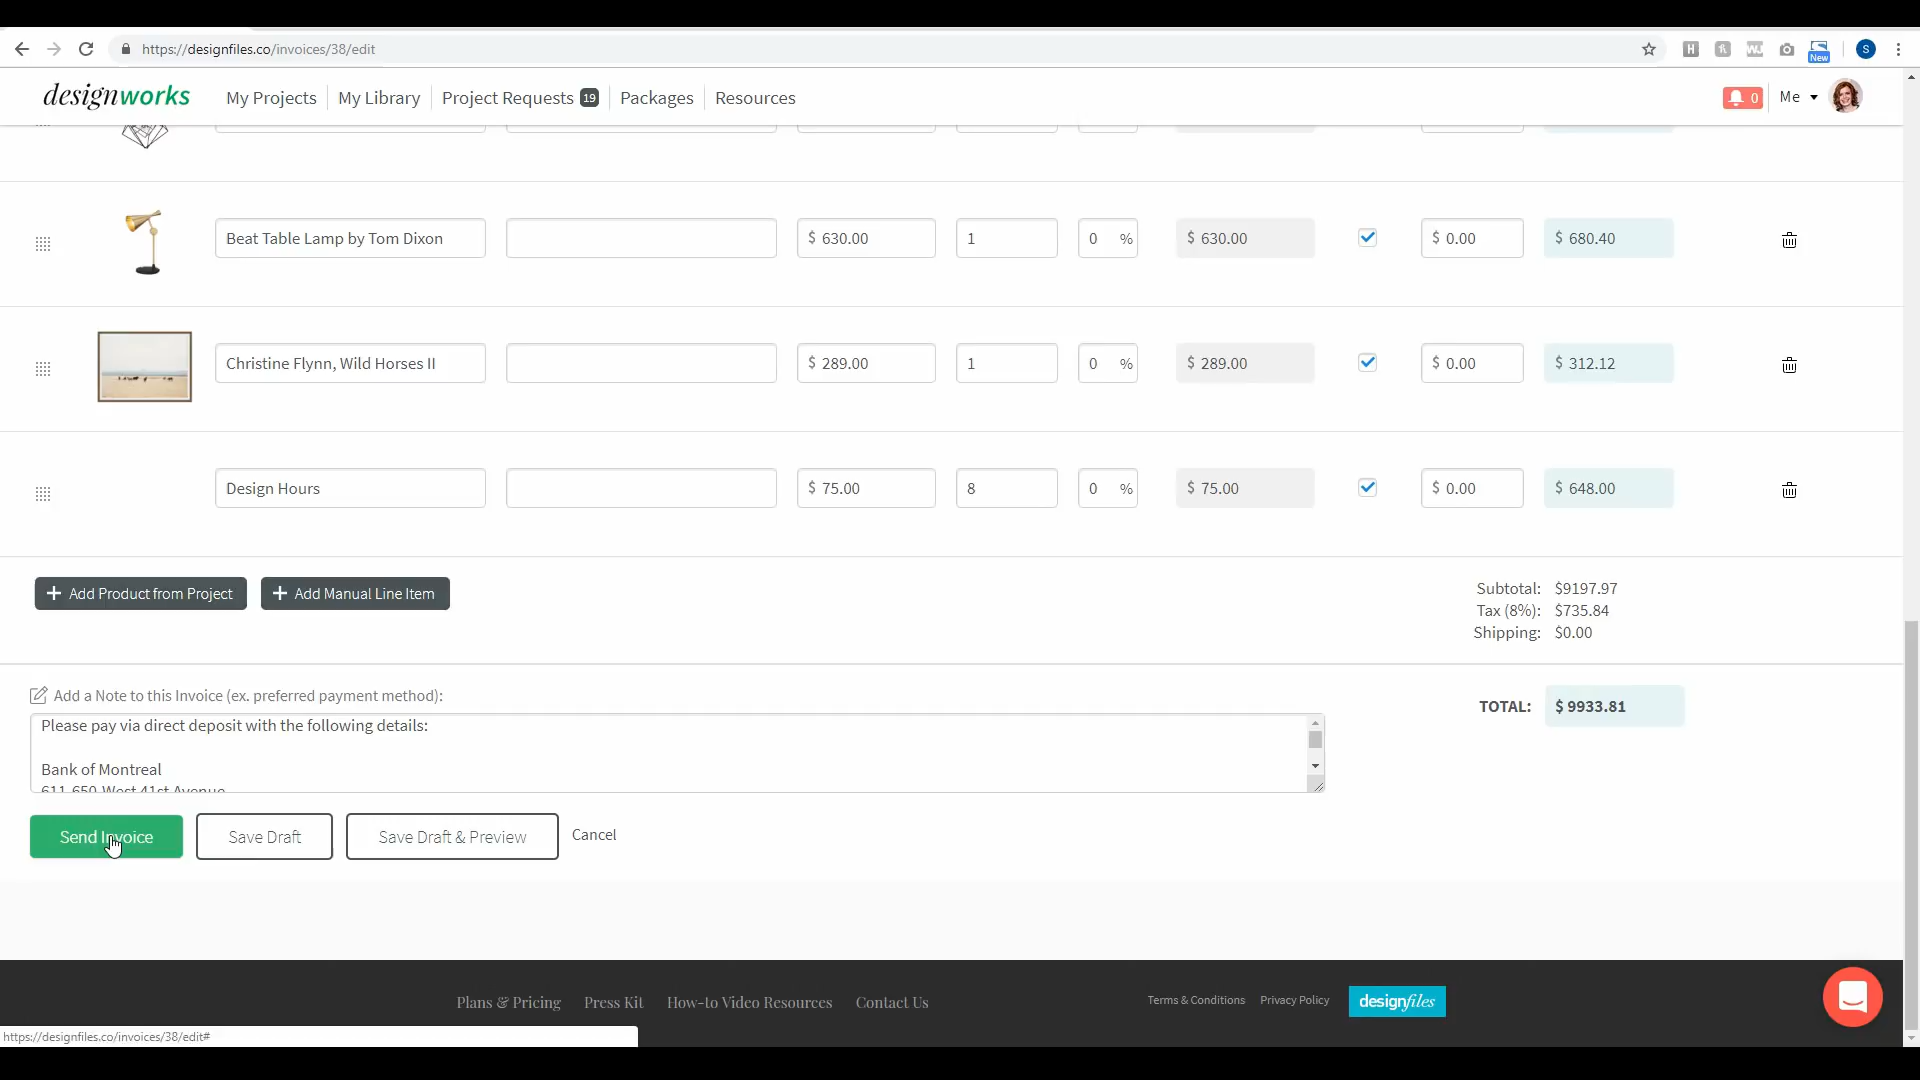 https://designfiles.co/invoices/38/edit
New
S
designworks
My Projects
My Library
Project Requests 19
Packages
Resources
0
Me
Beat Table Lamp by Tom Dixon
$ 630.00
1
0 %
$ 630.00
$ 0.00
$ 680.40
Christine Flynn, Wild Horses II
$ 289.00
1
0 %
$ 289.00
$ 0.00
$ 312.12
Design Hours
$ 75.00
8
0 %
$ 75.00
$ 0.00
$ 648.00
+ Add Product from Project
+ Add Manual Line Item
Subtotal: $9197.97
Tax (8%): $735.84
Shipping: $0.00
Add a Note to this Invoice (ex. preferred payment method):
TOTAL: $ 9933.81
Please pay via direct deposit with the following details:
Bank of Montreal
611-650 West 41st Avenue
Send Invoice
Save Draft
Save Draft & Preview
Cancel
Plans & Pricing
Press Kit
How-to Video Resources
Contact Us
Terms & Conditions
Privacy Policy
designfiles
https://designfiles.co/invoices/38/edit#